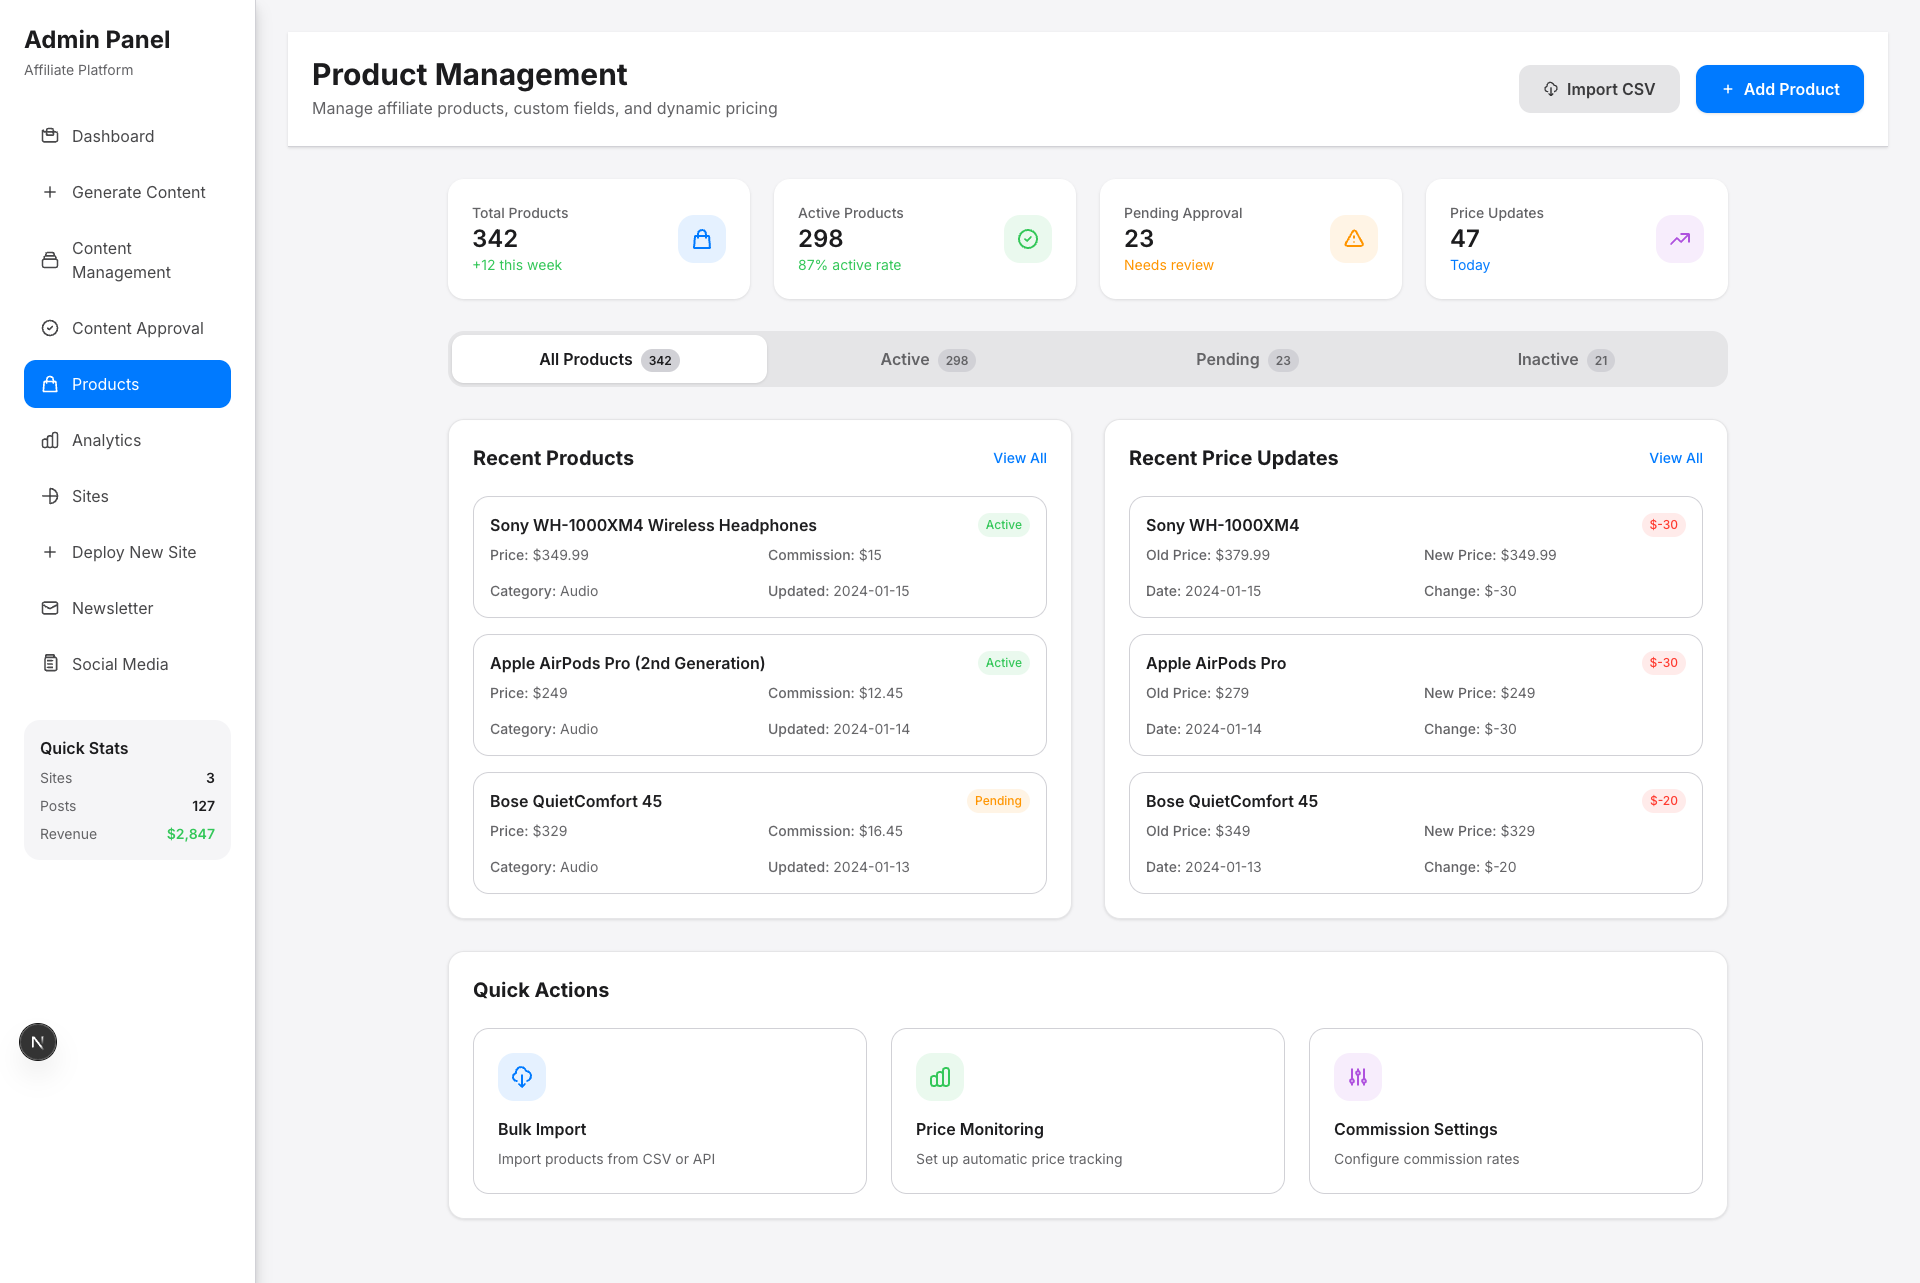 Admin Panel
Affiliate Platform
Dashboard
Generate Content
Content
Management
Content Approval
Products
Analytics
Sites
Deploy New Site
Newsletter
Social Media
Quick Stats
Sites 3
Posts 127
Revenue $2,847
N
Product Management
Manage affiliate products, custom fields, and dynamic pricing
Import CSV
+ Add Product
Total Products
342
+12 this week
Active Products
298
87% active rate
Pending Approval
23
Needs review
Price Updates
47
Today
All Products 342
Active 298
Pending 23
Inactive 21
Recent Products View All
Sony WH-1000XM4 Wireless Headphones Active
Price: $349.99 Commission: $15
Category: Audio Updated: 2024-01-15
Apple AirPods Pro (2nd Generation) Active
Price: $249 Commission: $12.45
Category: Audio Updated: 2024-01-14
Bose QuietComfort 45 Pending
Price: $329 Commission: $16.45
Category: Audio Updated: 2024-01-13
Recent Price Updates View All
Sony WH-1000XM4 $-30
Old Price: $379.99 New Price: $349.99
Date: 2024-01-15 Change: $-30
Apple AirPods Pro $-30
Old Price: $279 New Price: $249
Date: 2024-01-14 Change: $-30
Bose QuietComfort 45 $-20
Old Price: $349 New Price: $329
Date: 2024-01-13 Change: $-20
Quick Actions
Bulk Import
Import products from CSV or API
Price Monitoring
Set up automatic price tracking
Commission Settings
Configure commission rates